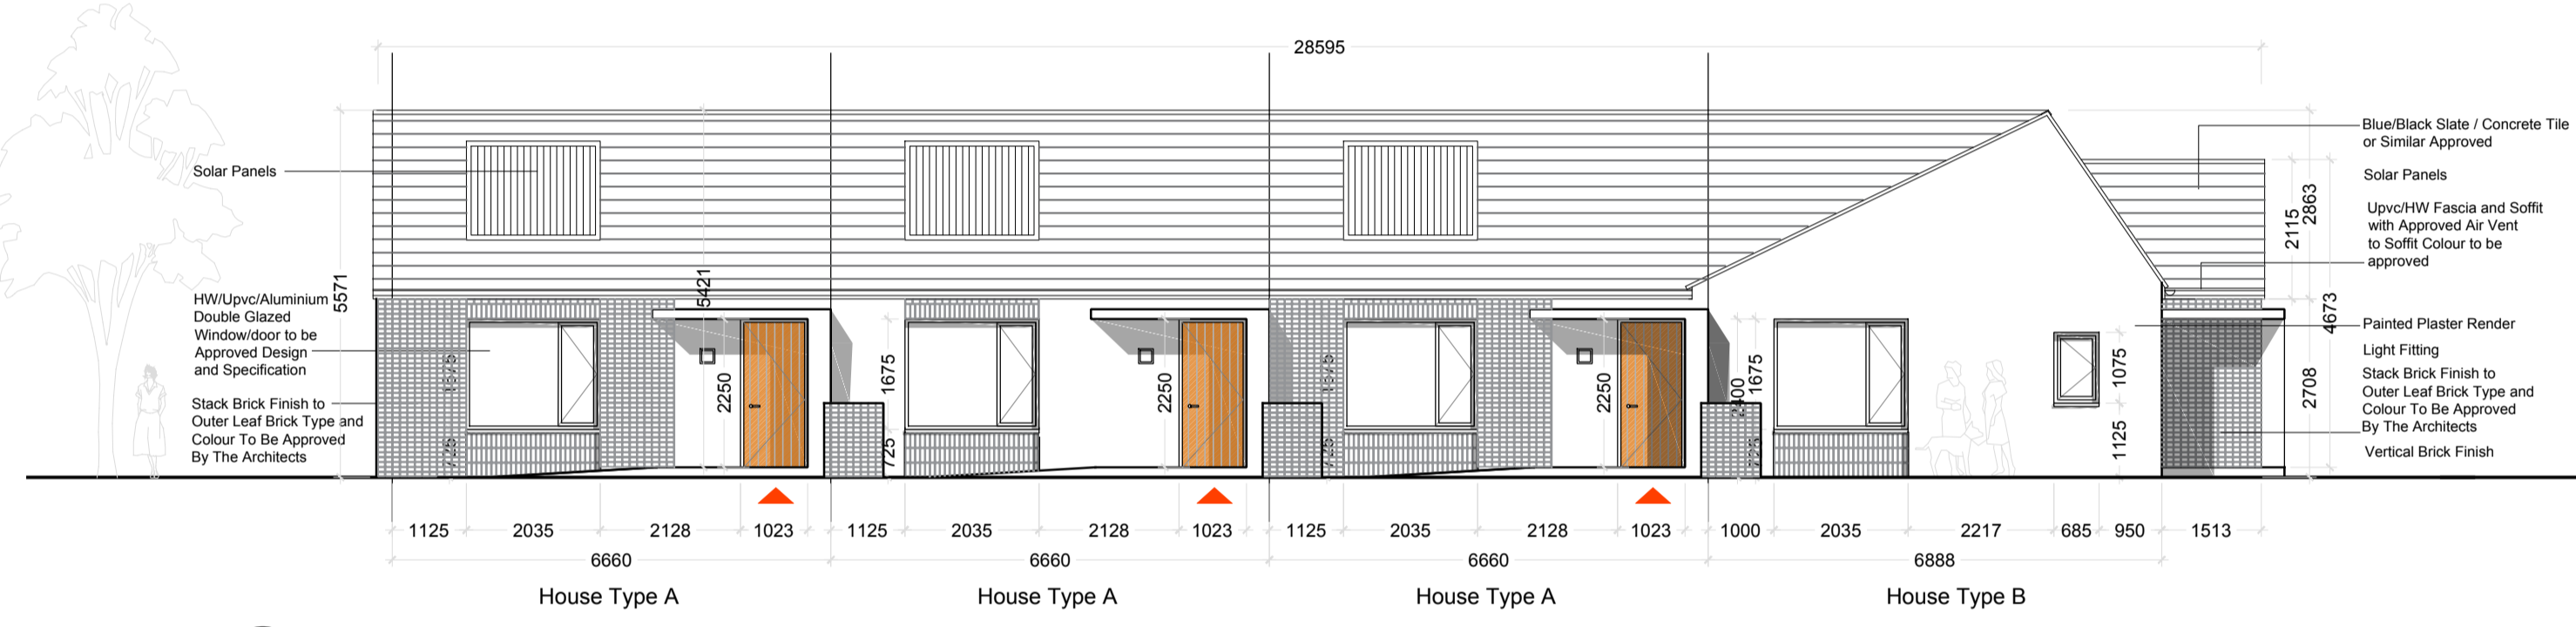 28595
Solar Panels
HW/Upvc/Aluminium
Double Glazed
Window/door to be
Approved Design
and Specification
Stack Brick Finish to
Outer Leaf Brick Type and
Colour To Be Approved
By The Architects
5571
5421
1675
725
2250
1675
725
2250
1675
725
2250
2400
1675
725
1075
1125
2115
2863
4673
2708
Blue/Black Slate / Concrete Tile
or Similar Approved
Solar Panels
Upvc/HW Fascia and Soffit
with Approved Air Vent
to Soffit Colour to be
approved
Painted Plaster Render
Light Fitting
Stack Brick Finish to
Outer Leaf Brick Type and
Colour To Be Approved
By The Architects
Vertical Brick Finish
1125 2035 2128 1023 1125 2035 2128 1023 1125 2035 2128 1023 1000 2035 2217 685 950 1513
6660 6660 6660 6888
House Type A House Type A House Type A House Type B